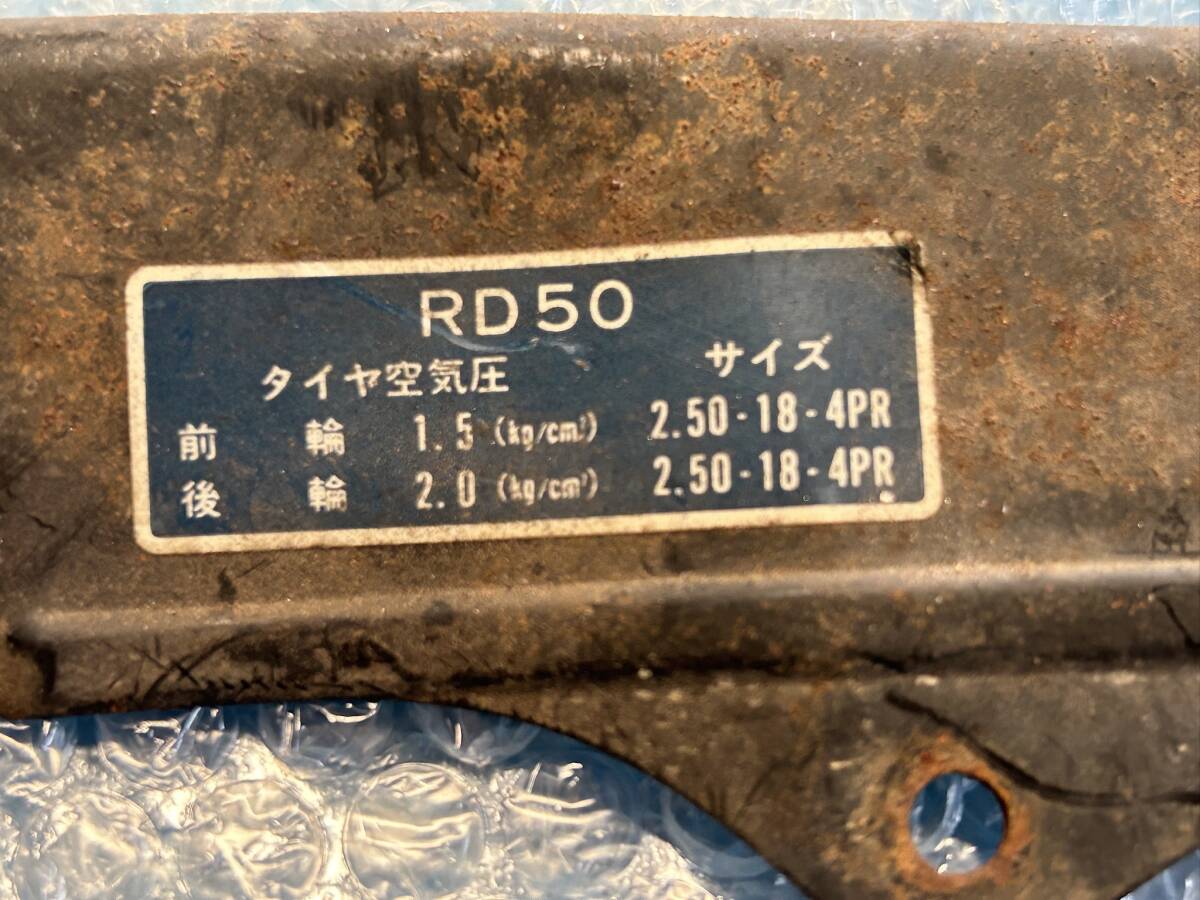 RD50
タイヤ空気圧 サイズ
前輪 1.5 (kg/cm²) 2.50-18-4PR
後輪 2.0 (kg/cm²) 2.50-18-4PR